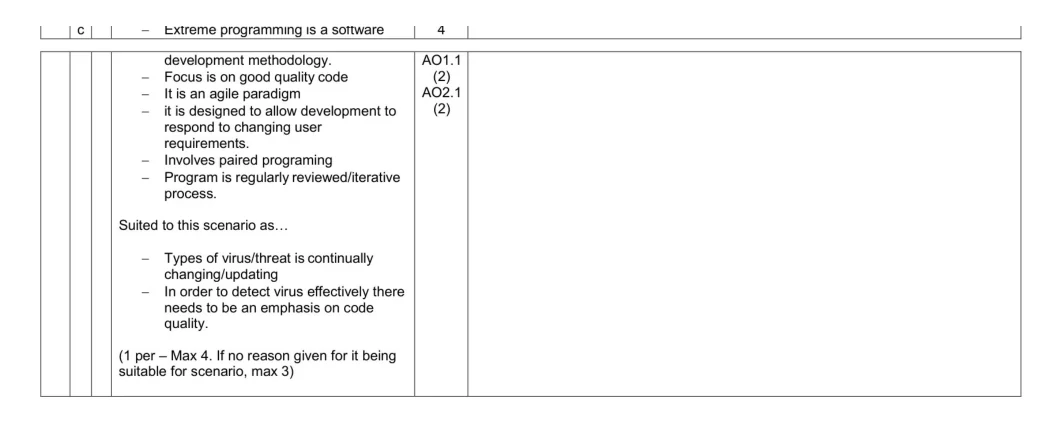 c – Extreme programming is a software 4
development methodology. AO1.1
– Focus is on good quality code (2)
– It is an agile paradigm AO2.1
– it is designed to allow development to (2)
respond to changing user
requirements.
– Involves paired programing
– Program is regularly reviewed/iterative
process.
Suited to this scenario as…
– Types of virus/threat is continually
changing/updating
– In order to detect virus effectively there
needs to be an emphasis on code
quality.
(1 per – Max 4. If no reason given for it being
suitable for scenario, max 3)